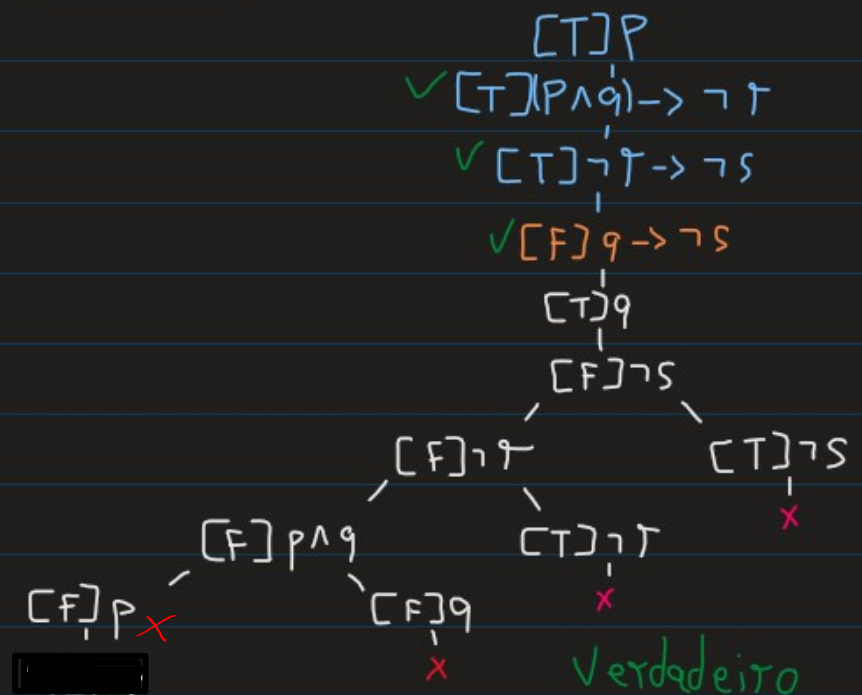 [T]P
✓ [T](P∧q)-> ¬ r
✓ [T]¬r-> ¬s
✓ [F] q-> ¬s
[T]q
[F]¬s
[F]¬r [T]¬s
x
[F] p∧q [T]¬r
x
[F] p x [F]q
x
Verdadeiro